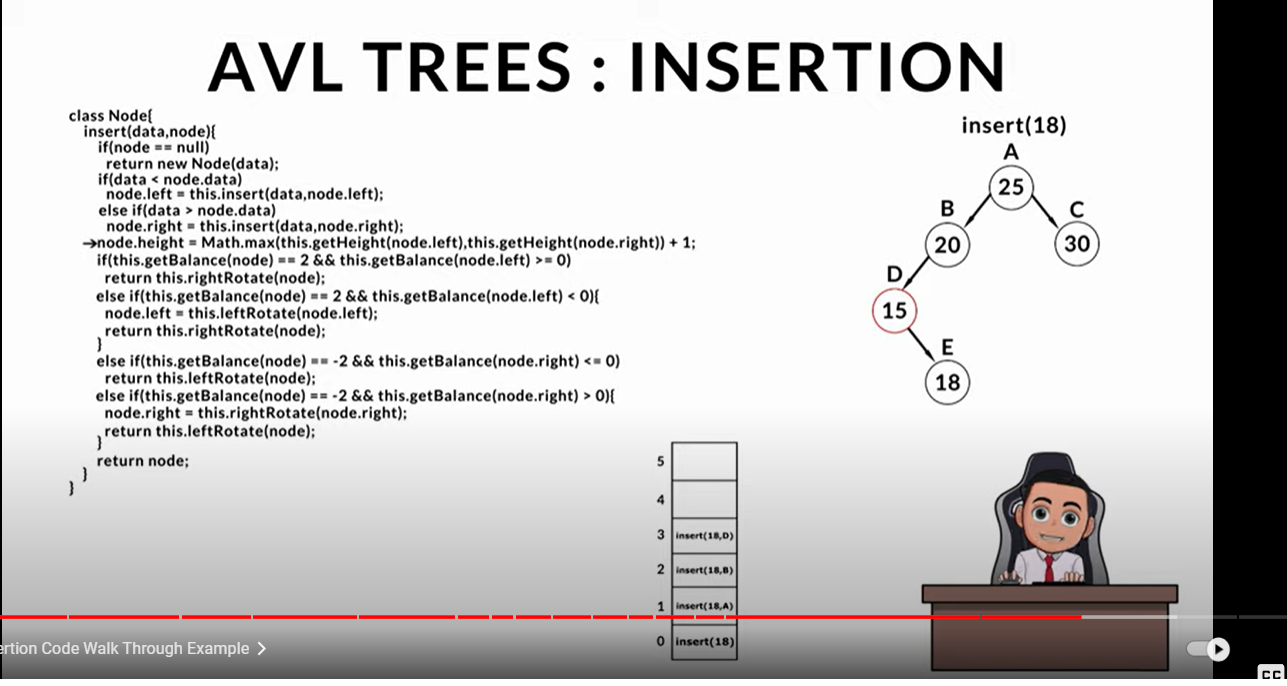 AVL TREES : INSERTION
class Node{
insert(data,node){
if(node == null)
return new Node(data);
if(data < node.data)
node.left = this.insert(data,node.left);
else if(data > node.data)
node.right = this.insert(data,node.right);
→node.height = Math.max(this.getHeight(node.left),this.getHeight(node.right)) + 1;
if(this.getBalance(node) == 2 && this.getBalance(node.left) >= 0)
return this.rightRotate(node);
else if(this.getBalance(node) == 2 && this.getBalance(node.left) < 0){
node.left = this.leftRotate(node.left);
return this.rightRotate(node);
}
else if(this.getBalance(node) == -2 && this.getBalance(node.right) <= 0)
return this.leftRotate(node);
else if(this.getBalance(node) == -2 && this.getBalance(node.right) > 0){
node.right = this.rightRotate(node.right);
return this.leftRotate(node);
}
return node;
}
}
insert(18)
A
25
B
C
20
30
D
15
E
18
5
4
3 insert(18,D)
2 insert(18,B)
1 insert(18,A)
0 insert(18)
ertion Code Walk Through Example >